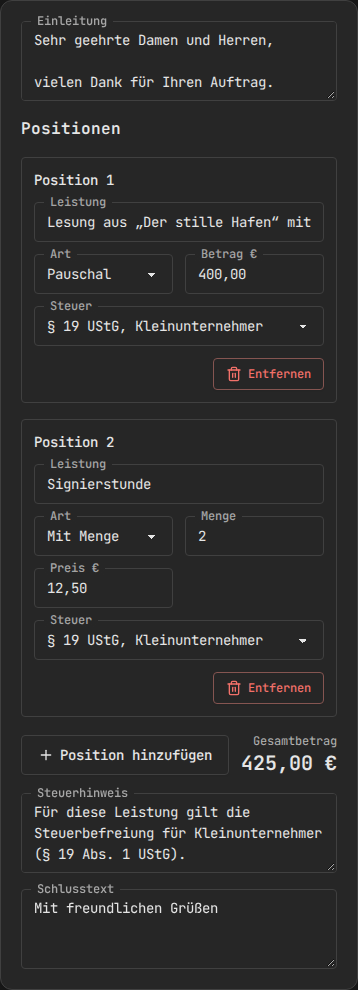 Einleitung
Sehr geehrte Damen und Herren,
vielen Dank für Ihren Auftrag.
Positionen
Position 1
Leistung
Lesung aus „Der stille Hafen“ mit
Art
Betrag €
Pauschal
400,00
Steuer
§ 19 UStG, Kleinunternehmer
Entfernen
Position 2
Leistung
Signierstunde
Art
Menge
Mit Menge
2
Preis €
12,50
Steuer
§ 19 UStG, Kleinunternehmer
Entfernen
+ Position hinzufügen
Gesamtbetrag
425,00 €
Steuerhinweis
Für diese Leistung gilt die
Steuerbefreiung für Kleinunternehmer
(§ 19 Abs. 1 UStG).
Schlusstext
Mit freundlichen Grüßen